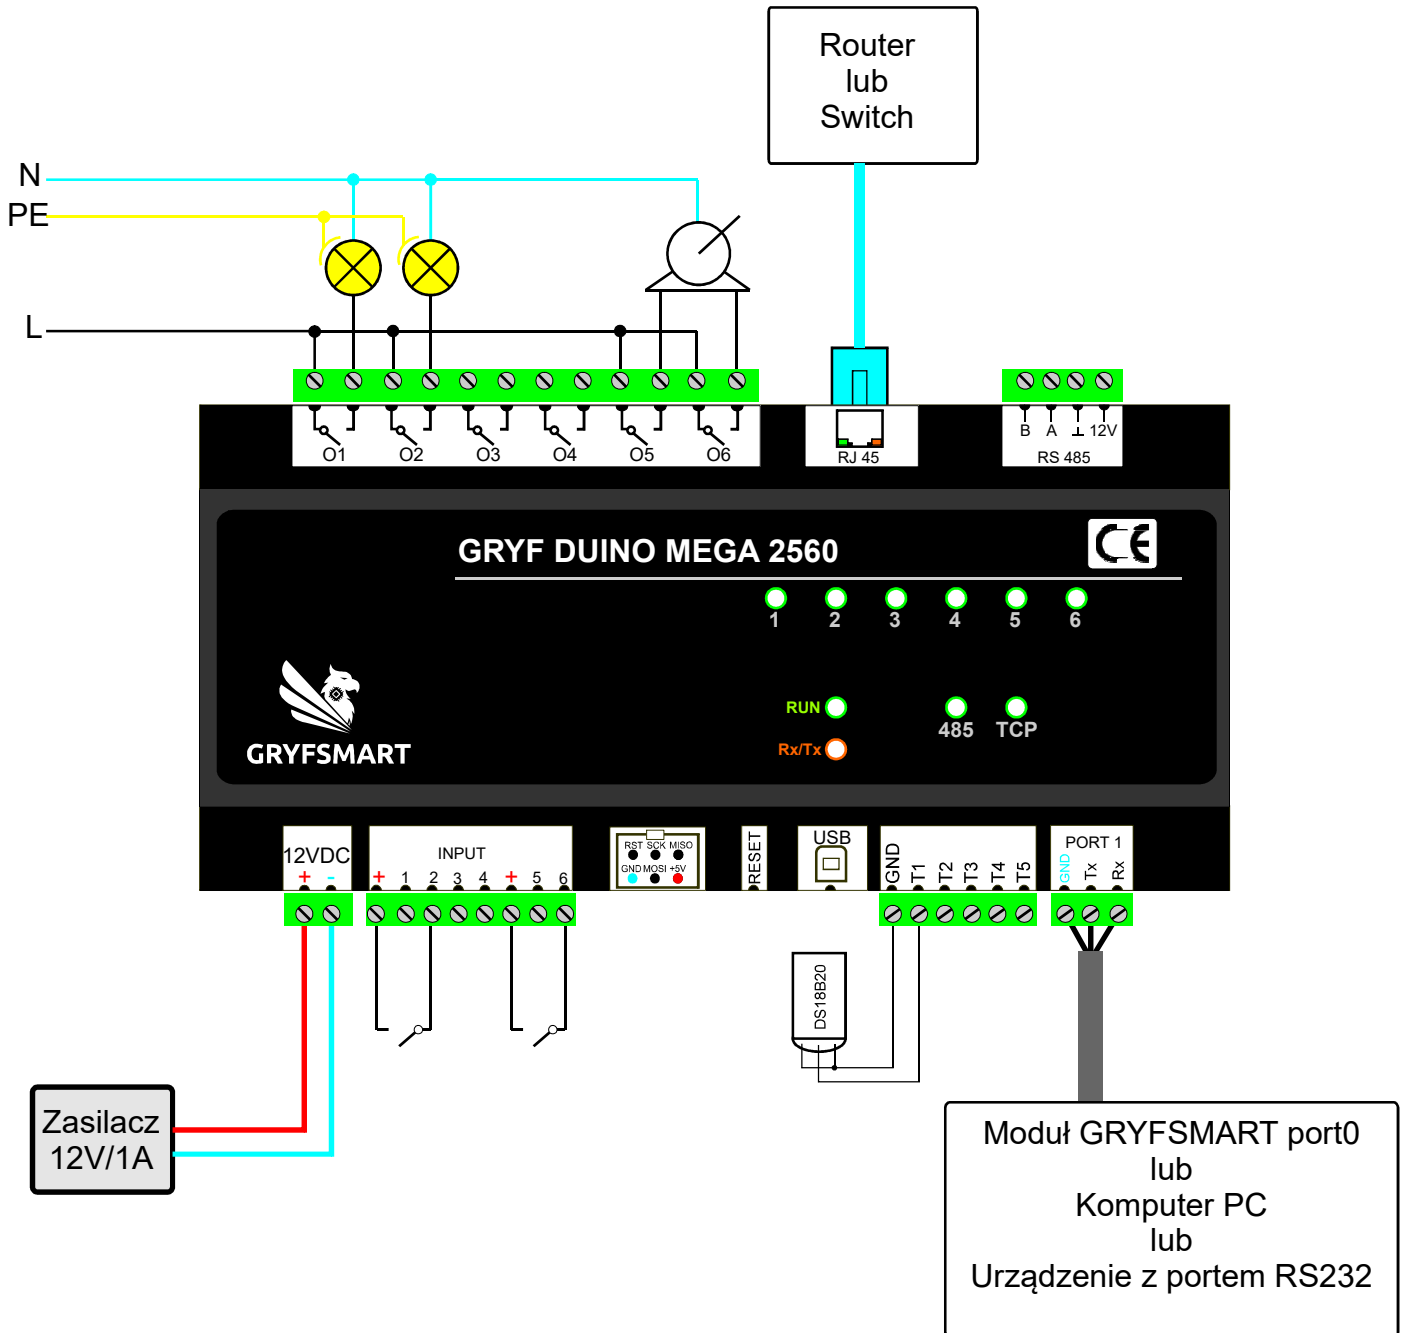 Router
lub
Switch
N
PE
L
B A 12V
O1 O2 O3 O4 O5 O6
RJ 45
RS 485
GRYF DUINO MEGA 2560
CE
1 2 3 4 5 6
RUN
485 TCP
Rx/Tx
GRYFSMART
12VDC
+ -
INPUT
+ 1 2 3 4 + 5 6
RST SCK MISO
GND MOSI +5V
RESET
USB
GND T1 T2 T3 T4 T5
PORT 1
GND Tx Rx
DS18B20
Zasilacz
12V/1A
Moduł GRYFSMART port0
lub
Komputer PC
lub
Urządzenie z portem RS232